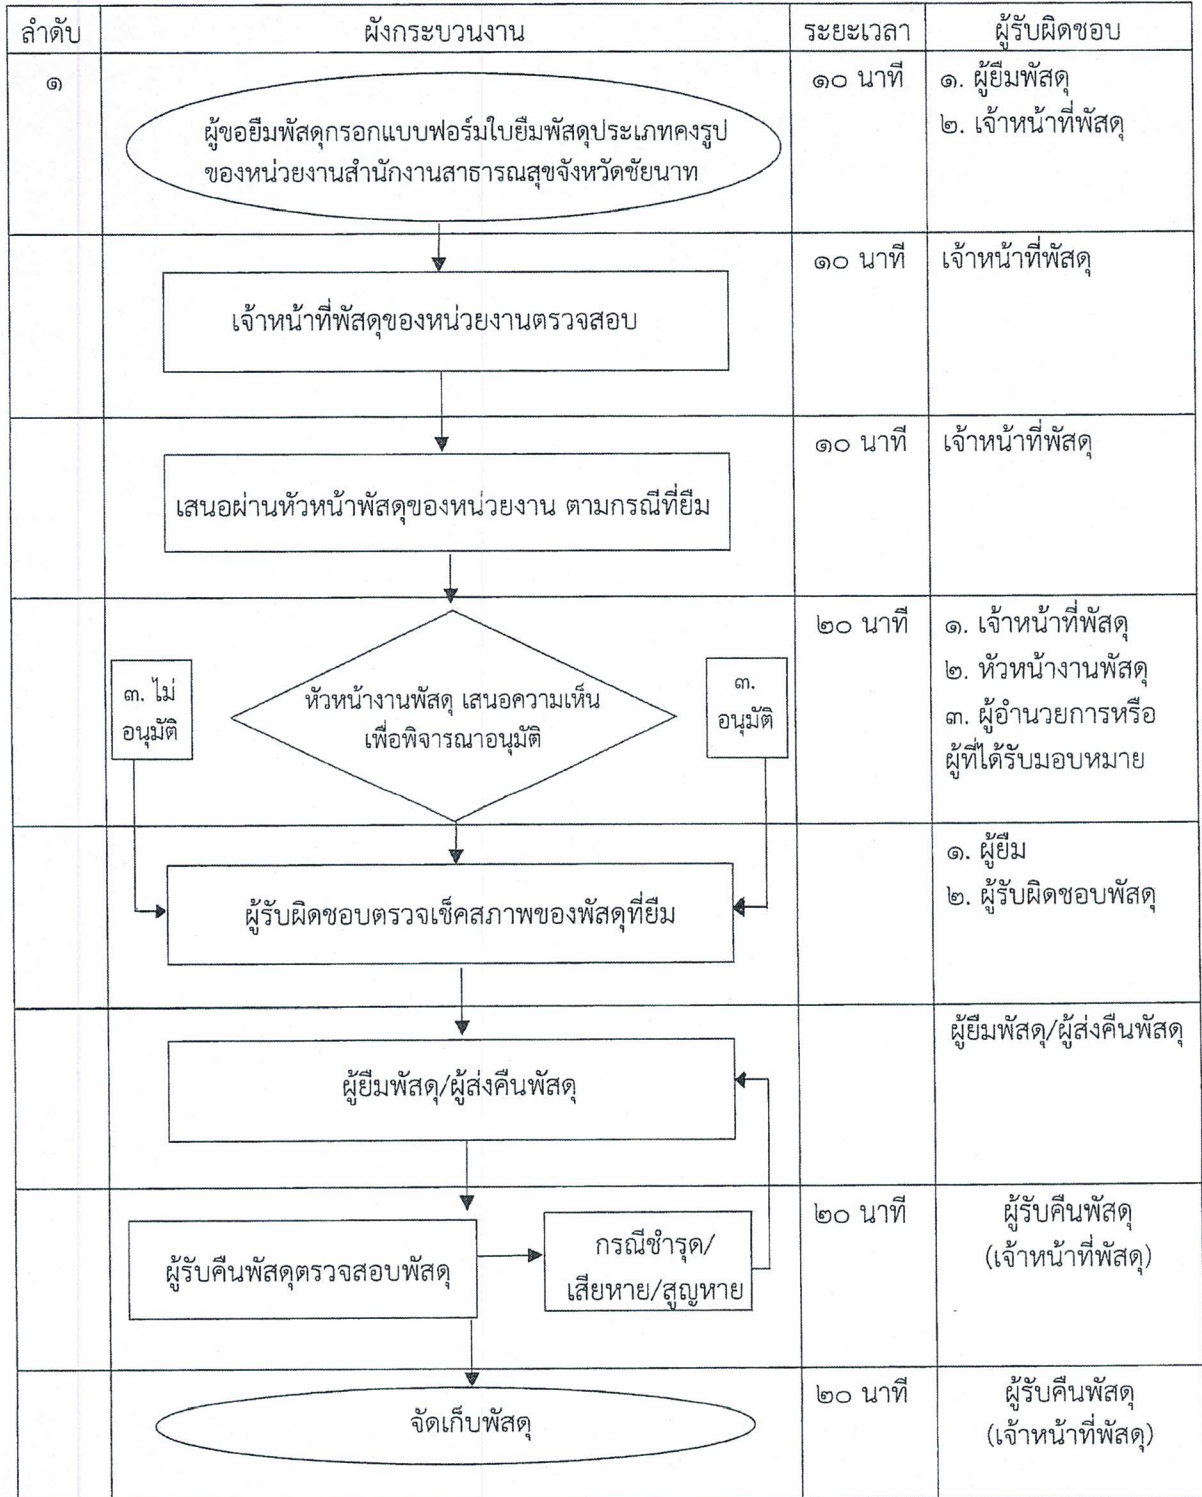 ลำดับ ผังกระบวนงาน ระยะเวลา ผู้รับผิดชอบ
๑
ผู้ขอยืมพัสดุกรอกแบบฟอร์มใบยืมพัสดุประเภทคงรูป
ของหน่วยงานสำนักงานสาธารณสุขจังหวัดชัยนาท
๑๐ นาที
๑. ผู้ยืมพัสดุ
๒. เจ้าหน้าที่พัสดุ
เจ้าหน้าที่พัสดุของหน่วยงานตรวจสอบ
๑๐ นาที
เจ้าหน้าที่พัสดุ
เสนอผ่านหัวหน้าพัสดุของหน่วยงาน ตามกรณีที่ยืม
๑๐ นาที
เจ้าหน้าที่พัสดุ
๓. ไม่
อนุมัติ
หัวหน้างานพัสดุ เสนอความเห็น
เพื่อพิจารณาอนุมัติ
๓.
อนุมัติ
๒๐ นาที
๑. เจ้าหน้าที่พัสดุ
๒. หัวหน้างานพัสดุ
๓. ผู้อำนวยการหรือ
ผู้ที่ได้รับมอบหมาย
ผู้รับผิดชอบตรวจเช็คสภาพของพัสดุที่ยืม
๑. ผู้ยืม
๒. ผู้รับผิดชอบพัสดุ
ผู้ยืมพัสดุ/ผู้ส่งคืนพัสดุ
ผู้ยืมพัสดุ/ผู้ส่งคืนพัสดุ
ผู้รับคืนพัสดุตรวจสอบพัสดุ
กรณีชำรุด/
เสียหาย/สูญหาย
๒๐ นาที
ผู้รับคืนพัสดุ
(เจ้าหน้าที่พัสดุ)
จัดเก็บพัสดุ
๒๐ นาที
ผู้รับคืนพัสดุ
(เจ้าหน้าที่พัสดุ)